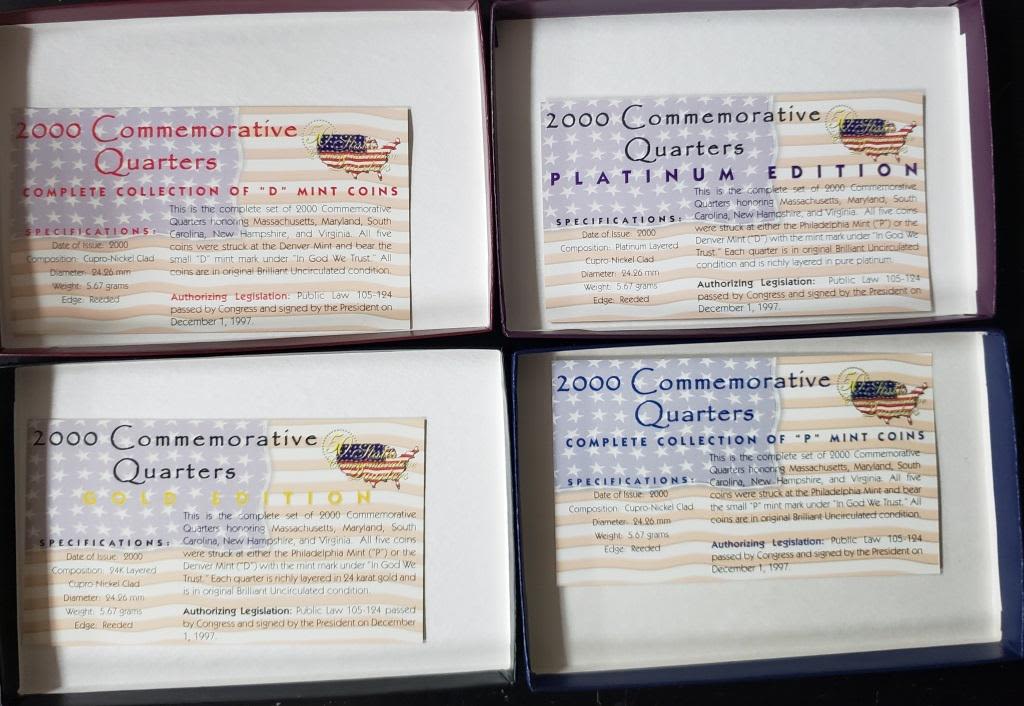 2000 Commemorative
Quarters
COMPLETE COLLECTION OF "D" MINT COINS
SPECIFICATIONS:
Date of Issue: 2000
Composition: Cupro-Nickel Clad
Diameter: 24.26 mm
Weight: 5.67 grams
Edge: Reeded
This is the complete set of 2000 Commemorative
Quarters honoring Massachusetts, Maryland, South
Carolina, New Hampshire, and Virginia. All five
coins were struck at the Denver Mint and bear the
small "D" mint mark under "In God We Trust." All
coins are in original Brilliant Uncirculated condition.
Authorizing Legislation: Public Law 105-124
passed by Congress and signed by the President on
December 1, 1997.
2000 Commemorative
Quarters
PLATINUM EDITION
SPECIFICATIONS:
Date of Issue: 2000
Composition: Platinum Layered
Cupro-Nickel Clad
Diameter: 24.26 mm
Weight: 5.67 grams
Edge: Reeded
This is the complete set of 2000 Commemorative
Quarters honoring Massachusetts, Maryland, South
Carolina, New Hampshire, and Virginia. All five coins
were struck at either the Philadelphia Mint ("P") or the
Denver Mint ("D") with the mint mark under "In God We
Trust." Each quarter is in original Brilliant Uncirculated
condition and is richly layered in pure platinum.
Authorizing Legislation: Public Law 105-124
passed by Congress and signed by the President on
December 1, 1997.
2000 Commemorative
Quarters
GOLD EDITION
SPECIFICATIONS:
Date of Issue: 2000
Composition: 24K Layered
Cupro-Nickel Clad
Diameter: 24.26 mm
Weight: 5.67 grams
Edge: Reeded
This is the complete set of 2000 Commemorative
Quarters honoring Massachusetts, Maryland, South
Carolina, New Hampshire, and Virginia. All five coins
were struck at either the Philadelphia Mint ("P") or the
Denver Mint ("D") with the mint mark under "In God We
Trust." Each quarter is richly layered in 24 karat gold and
is in original Brilliant Uncirculated condition.
Authorizing Legislation: Public Law 105-124 passed
by Congress and signed by the President on December
1, 1997.
2000 Commemorative
Quarters
COMPLETE COLLECTION OF "P" MINT COINS
SPECIFICATIONS:
Date of Issue: 2000
Composition: Cupro-Nickel Clad
Diameter: 24.26 mm
Weight: 5.67 grams
Edge: Reeded
This is the complete set of 2000 Commemorative
Quarters honoring Massachusetts, Maryland, South
Carolina, New Hampshire, and Virginia. All five
coins were struck at the Philadelphia Mint and bear
the small "P" mint mark under "In God We Trust." All
coins are in original Brilliant Uncirculated condition.
Authorizing Legislation: Public Law 105-124
passed by Congress and signed by the President on
December 1, 1997.